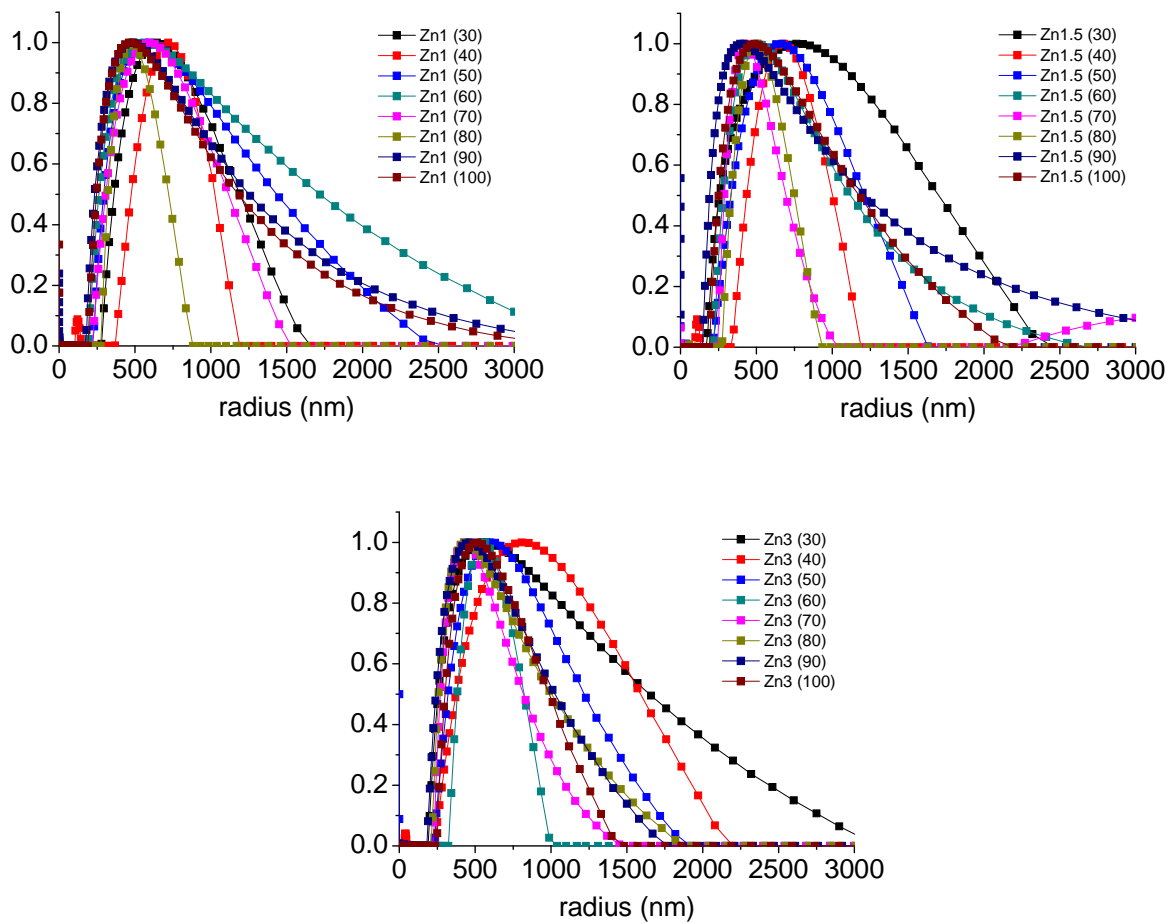 1.0
0.8
0.6
0.4
0.2
0.0
0 500 1000 1500 2000 2500 3000
radius (nm)
Zn1 (30)
Zn1 (40)
Zn1 (50)
Zn1 (60)
Zn1 (70)
Zn1 (80)
Zn1 (90)
Zn1 (100)
1.0
0.8
0.6
0.4
0.2
0.0
0 500 1000 1500 2000 2500 3000
radius (nm)
Zn1.5 (30)
Zn1.5 (40)
Zn1.5 (50)
Zn1.5 (60)
Zn1.5 (70)
Zn1.5 (80)
Zn1.5 (90)
Zn1.5 (100)
1.0
0.8
0.6
0.4
0.2
0.0
0 500 1000 1500 2000 2500 3000
radius (nm)
Zn3 (30)
Zn3 (40)
Zn3 (50)
Zn3 (60)
Zn3 (70)
Zn3 (80)
Zn3 (90)
Zn3 (100)